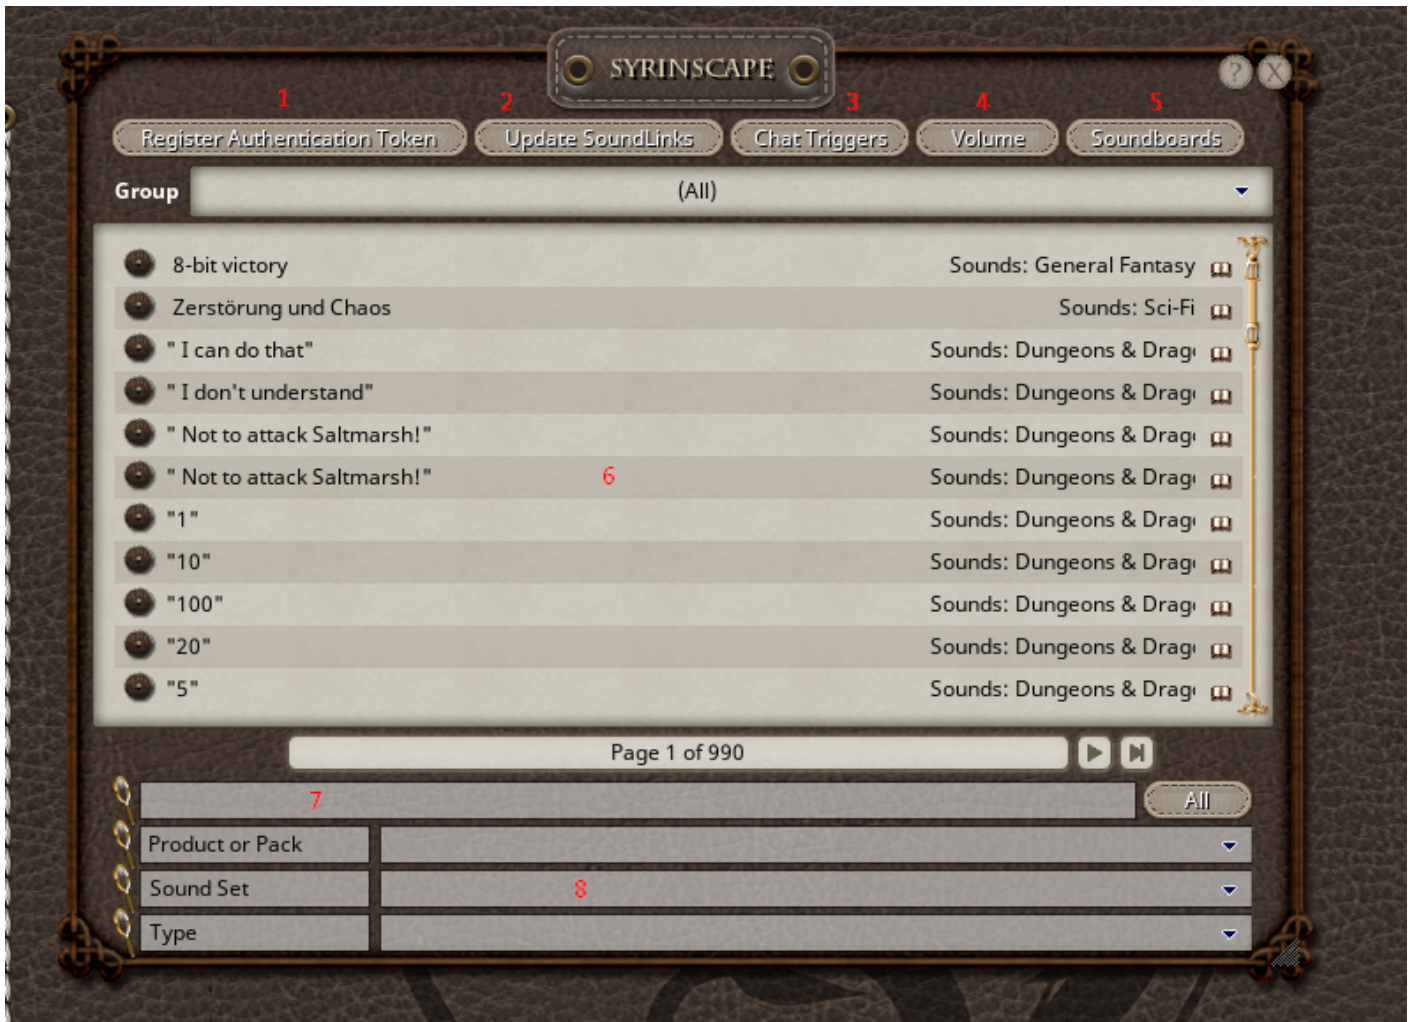 SYRINSCAPE
? X
1 2 3 4 5
Register Authentication Token Update SoundLinks Chat Triggers Volume Soundboards
Group (All)
8-bit victory Sounds: General Fantasy
Zerstörung und Chaos Sounds: Sci-Fi
" I can do that" Sounds: Dungeons & Drag
" I don't understand" Sounds: Dungeons & Drag
" Not to attack Saltmarsh!" Sounds: Dungeons & Drag
" Not to attack Saltmarsh!" 6 Sounds: Dungeons & Drag
"1" Sounds: Dungeons & Drag
"10" Sounds: Dungeons & Drag
"100" Sounds: Dungeons & Drag
"20" Sounds: Dungeons & Drag
"5" Sounds: Dungeons & Drag
Page 1 of 990
7 All
Product or Pack
Sound Set 8
Type